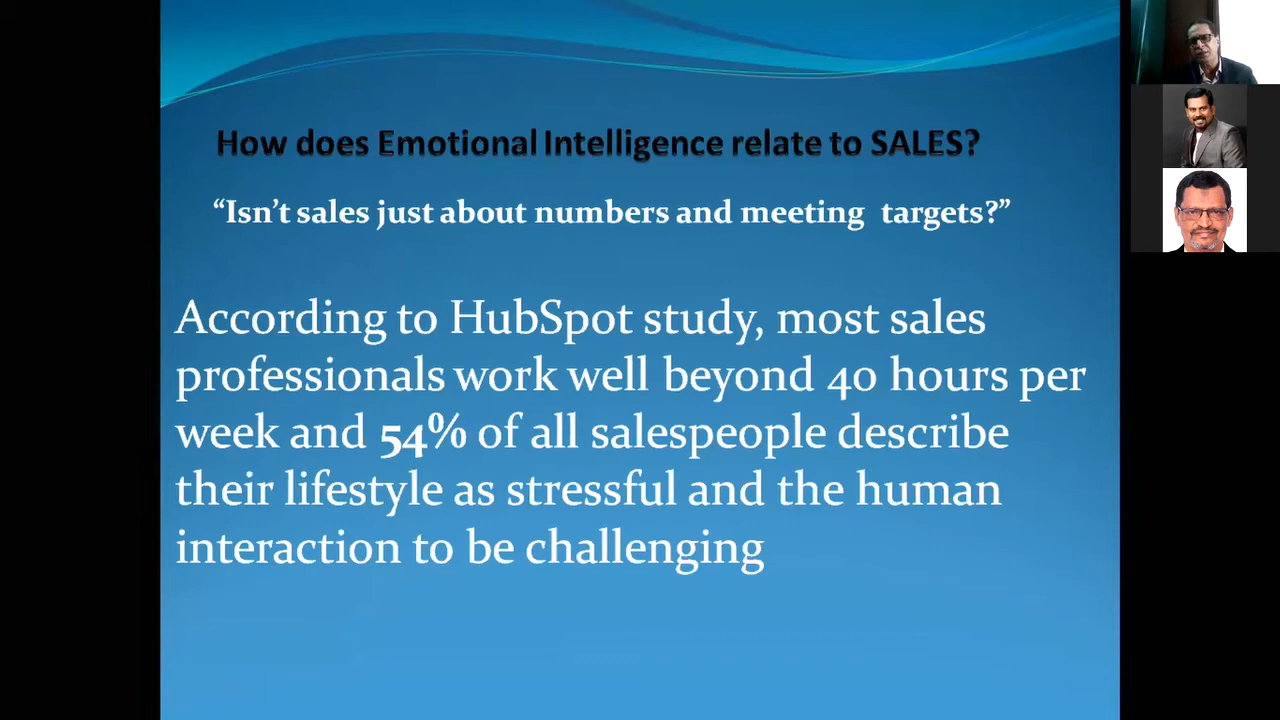 How does Emotional Intelligence relate to SALES?
“Isn’t sales just about numbers and meeting targets?”
According to HubSpot study, most sales
professionals work well beyond 40 hours per
week and 54% of all salespeople describe
their lifestyle as stressful and the human
interaction to be challenging